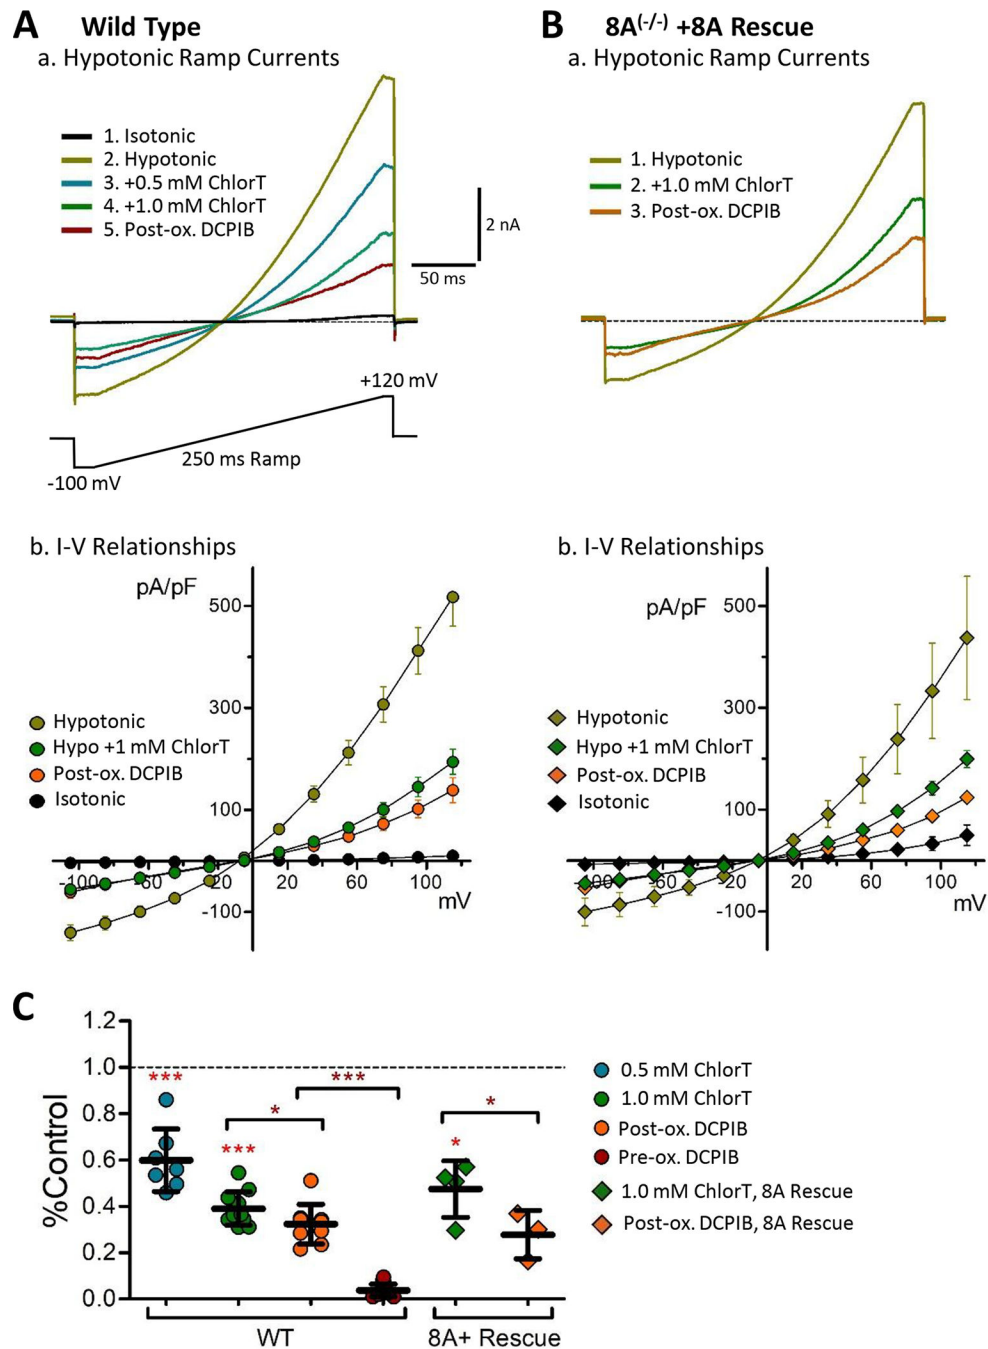 A Wild Type
a. Hypotonic Ramp Currents
1. Isotonic
2. Hypotonic
3. +0.5 mM ChlorT
4. +1.0 mM ChlorT
5. Post-ox. DCPIB
2 nA
50 ms
+120 mV
250 ms Ramp
-100 mV
B 8A(-/-) +8A Rescue
a. Hypotonic Ramp Currents
1. Hypotonic
2. +1.0 mM ChlorT
3. Post-ox. DCPIB
b. I-V Relationships
pA/pF
500
300
100
-100
-100 -60 -20 20 60 100
mV
Hypotonic
Hypo +1 mM ChlorT
Post-ox. DCPIB
Isotonic
b. I-V Relationships
pA/pF
500
300
100
-100
-100 -60 -20 20 60 100
mV
Hypotonic
Hypo +1 mM ChlorT
Post-ox. DCPIB
Isotonic
C
%Control
1.2
1.0
0.8
0.6
0.4
0.2
0.0
*** *** * *** * *
WT 8A+ Rescue
0.5 mM ChlorT
1.0 mM ChlorT
Post-ox. DCPIB
Pre-ox. DCPIB
1.0 mM ChlorT, 8A Rescue
Post-ox. DCPIB, 8A Rescue